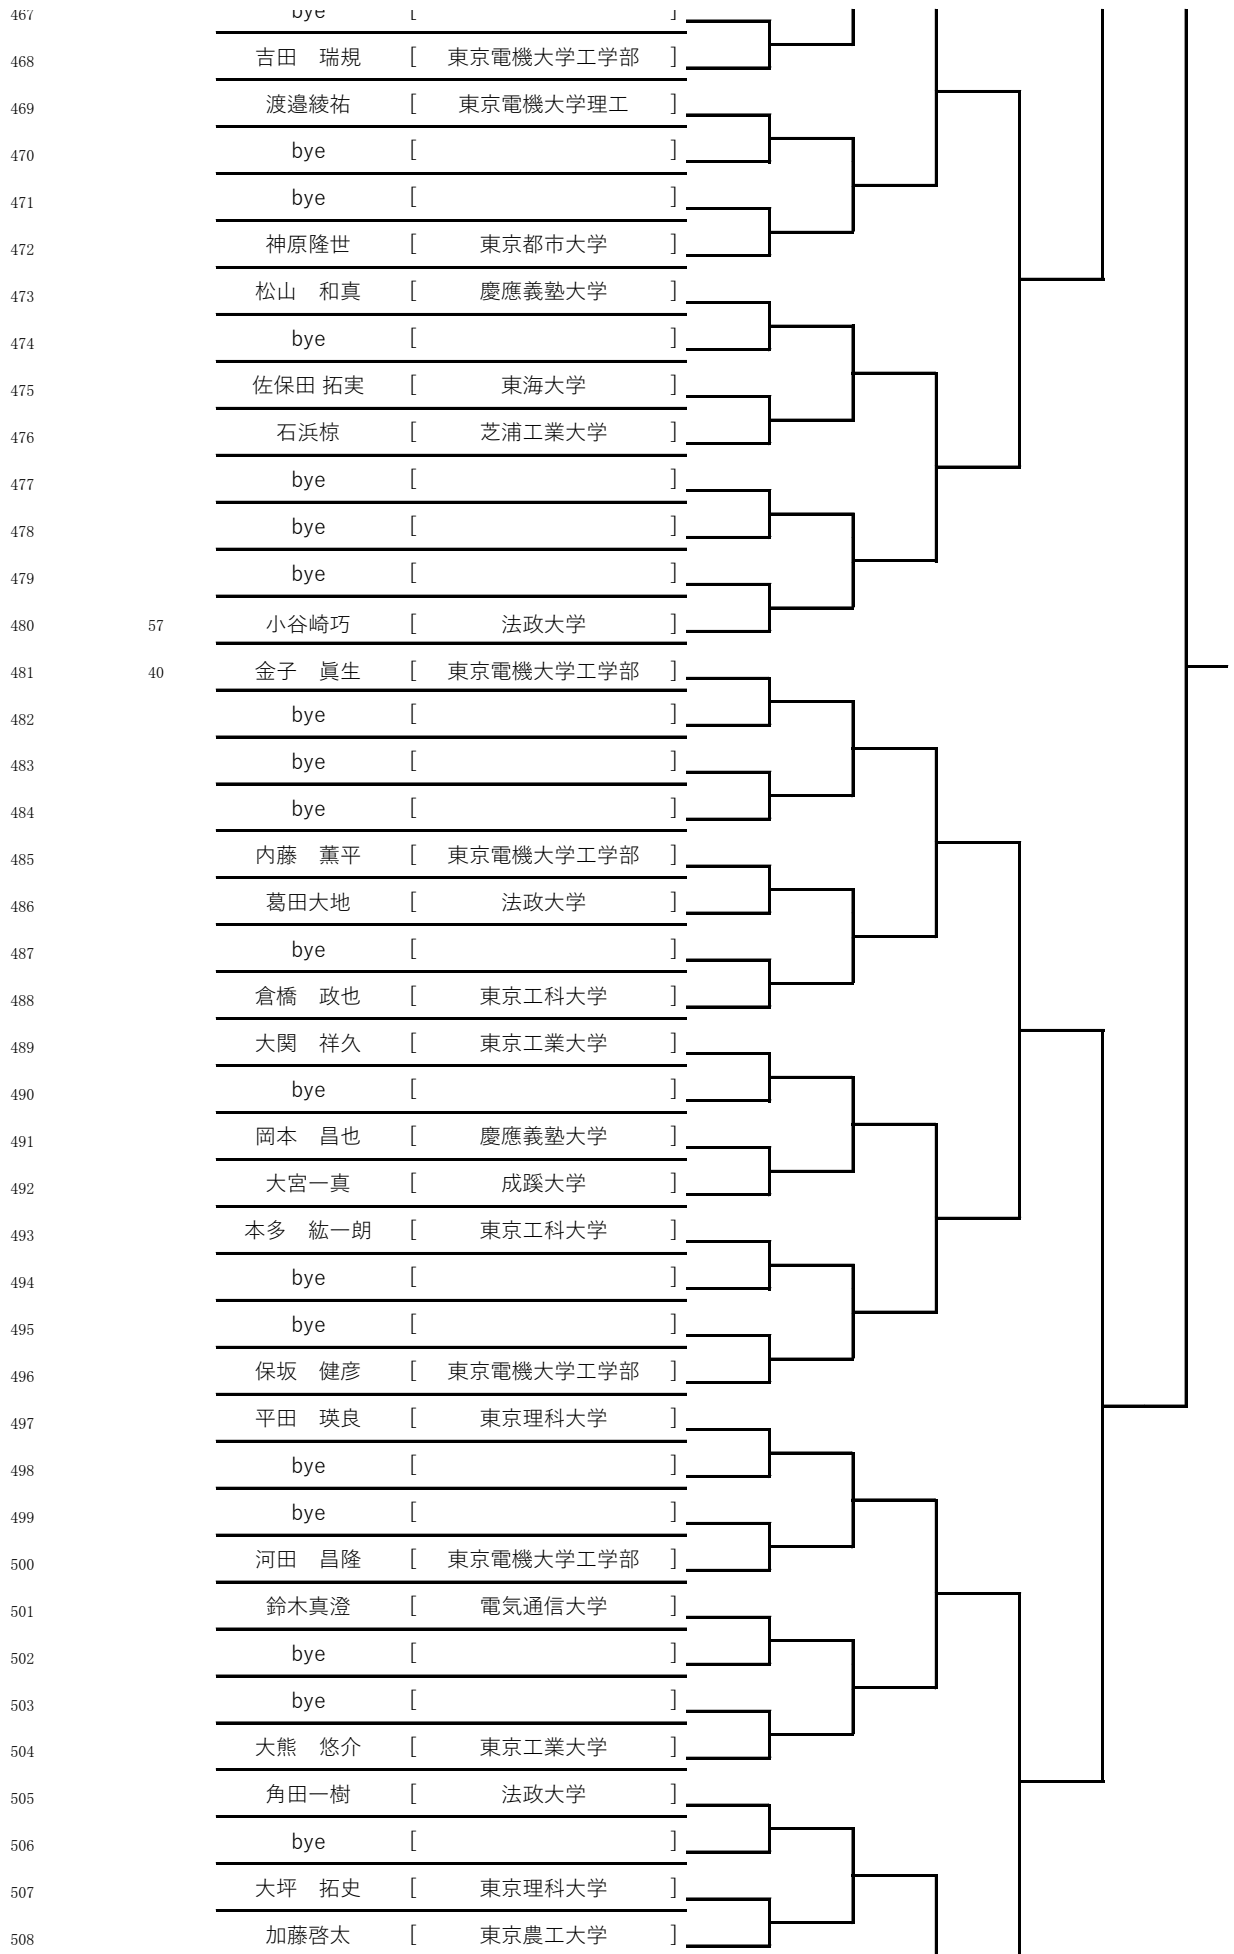 467 bye [ ]
468 吉田　瑞規 [ 東京電機大学工学部 ]
469 渡邉綾祐 [ 東京電機大学理工 ]
470 bye [ ]
471 bye [ ]
472 神原隆世 [ 東京都市大学 ]
473 松山　和真 [ 慶應義塾大学 ]
474 bye [ ]
475 佐保田 拓実 [ 東海大学 ]
476 石浜椋 [ 芝浦工業大学 ]
477 bye [ ]
478 bye [ ]
479 bye [ ]
480 57 小谷崎巧 [ 法政大学 ]
481 40 金子　眞生 [ 東京電機大学工学部 ]
482 bye [ ]
483 bye [ ]
484 bye [ ]
485 内藤　薫平 [ 東京電機大学工学部 ]
486 葛田大地 [ 法政大学 ]
487 bye [ ]
488 倉橋　政也 [ 東京工科大学 ]
489 大関　祥久 [ 東京工業大学 ]
490 bye [ ]
491 岡本　昌也 [ 慶應義塾大学 ]
492 大宮一真 [ 成蹊大学 ]
493 本多　紘一朗 [ 東京工科大学 ]
494 bye [ ]
495 bye [ ]
496 保坂　健彦 [ 東京電機大学工学部 ]
497 平田　瑛良 [ 東京理科大学 ]
498 bye [ ]
499 bye [ ]
500 河田　昌隆 [ 東京電機大学工学部 ]
501 鈴木真澄 [ 電気通信大学 ]
502 bye [ ]
503 bye [ ]
504 大熊　悠介 [ 東京工業大学 ]
505 角田一樹 [ 法政大学 ]
506 bye [ ]
507 大坪　拓史 [ 東京理科大学 ]
508 加藤啓太 [ 東京農工大学 ]